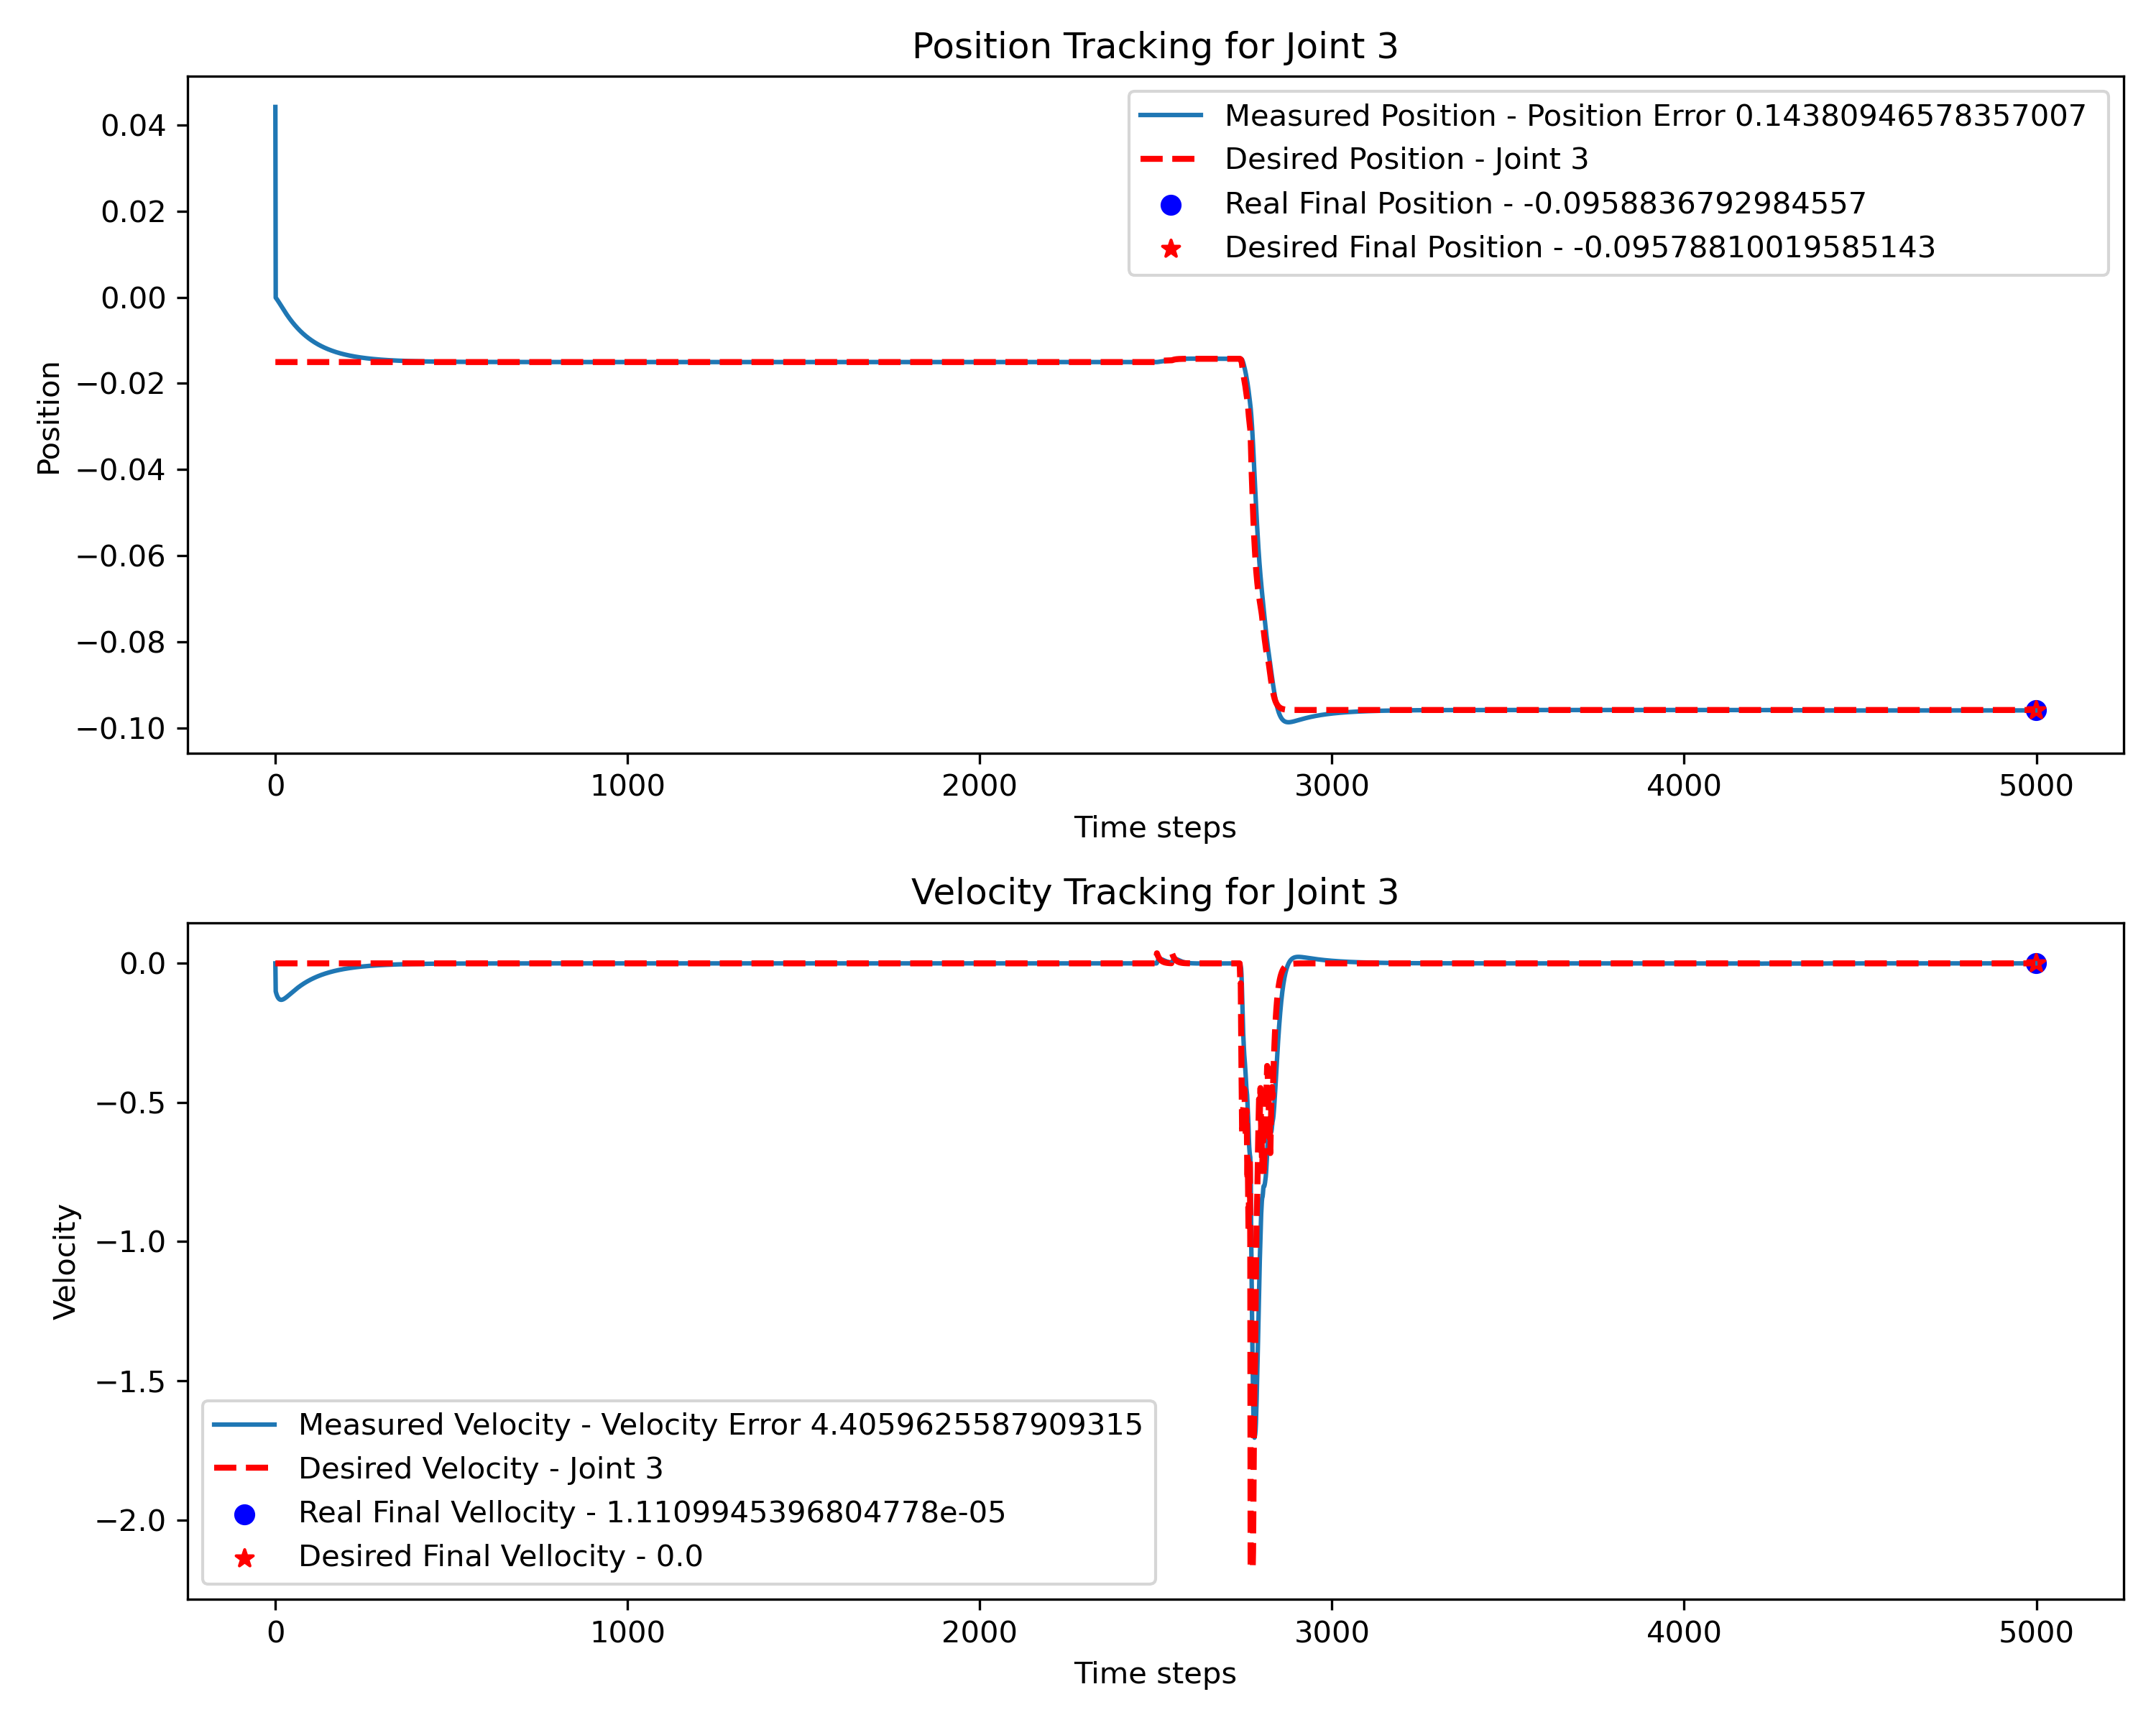 Position Tracking for Joint 3
Measured Position - Position Error 0.14380946578357007
Desired Position - Joint 3
Real Final Position - -0.0958836792984557
Desired Final Position - -0.09578810019585143
0.04
0.02
0.00
−0.02
−0.04
−0.06
−0.08
−0.10
Position
0 1000 2000 3000 4000 5000
Time steps
Velocity Tracking for Joint 3
0.0
−0.5
−1.0
−1.5
−2.0
Velocity
Measured Velocity - Velocity Error 4.4059625587909315
Desired Velocity - Joint 3
Real Final Vellocity - 1.1109945396804778e-05
Desired Final Vellocity - 0.0
0 1000 2000 3000 4000 5000
Time steps